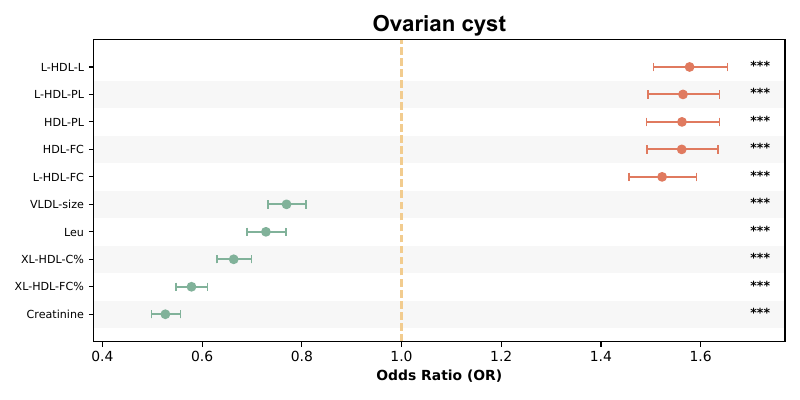 Ovarian cyst
L-HDL-L ***
L-HDL-PL ***
HDL-PL ***
HDL-FC ***
L-HDL-FC ***
VLDL-size ***
Leu ***
XL-HDL-C% ***
XL-HDL-FC% ***
Creatinine ***
0.4 0.6 0.8 1.0 1.2 1.4 1.6
Odds Ratio (OR)